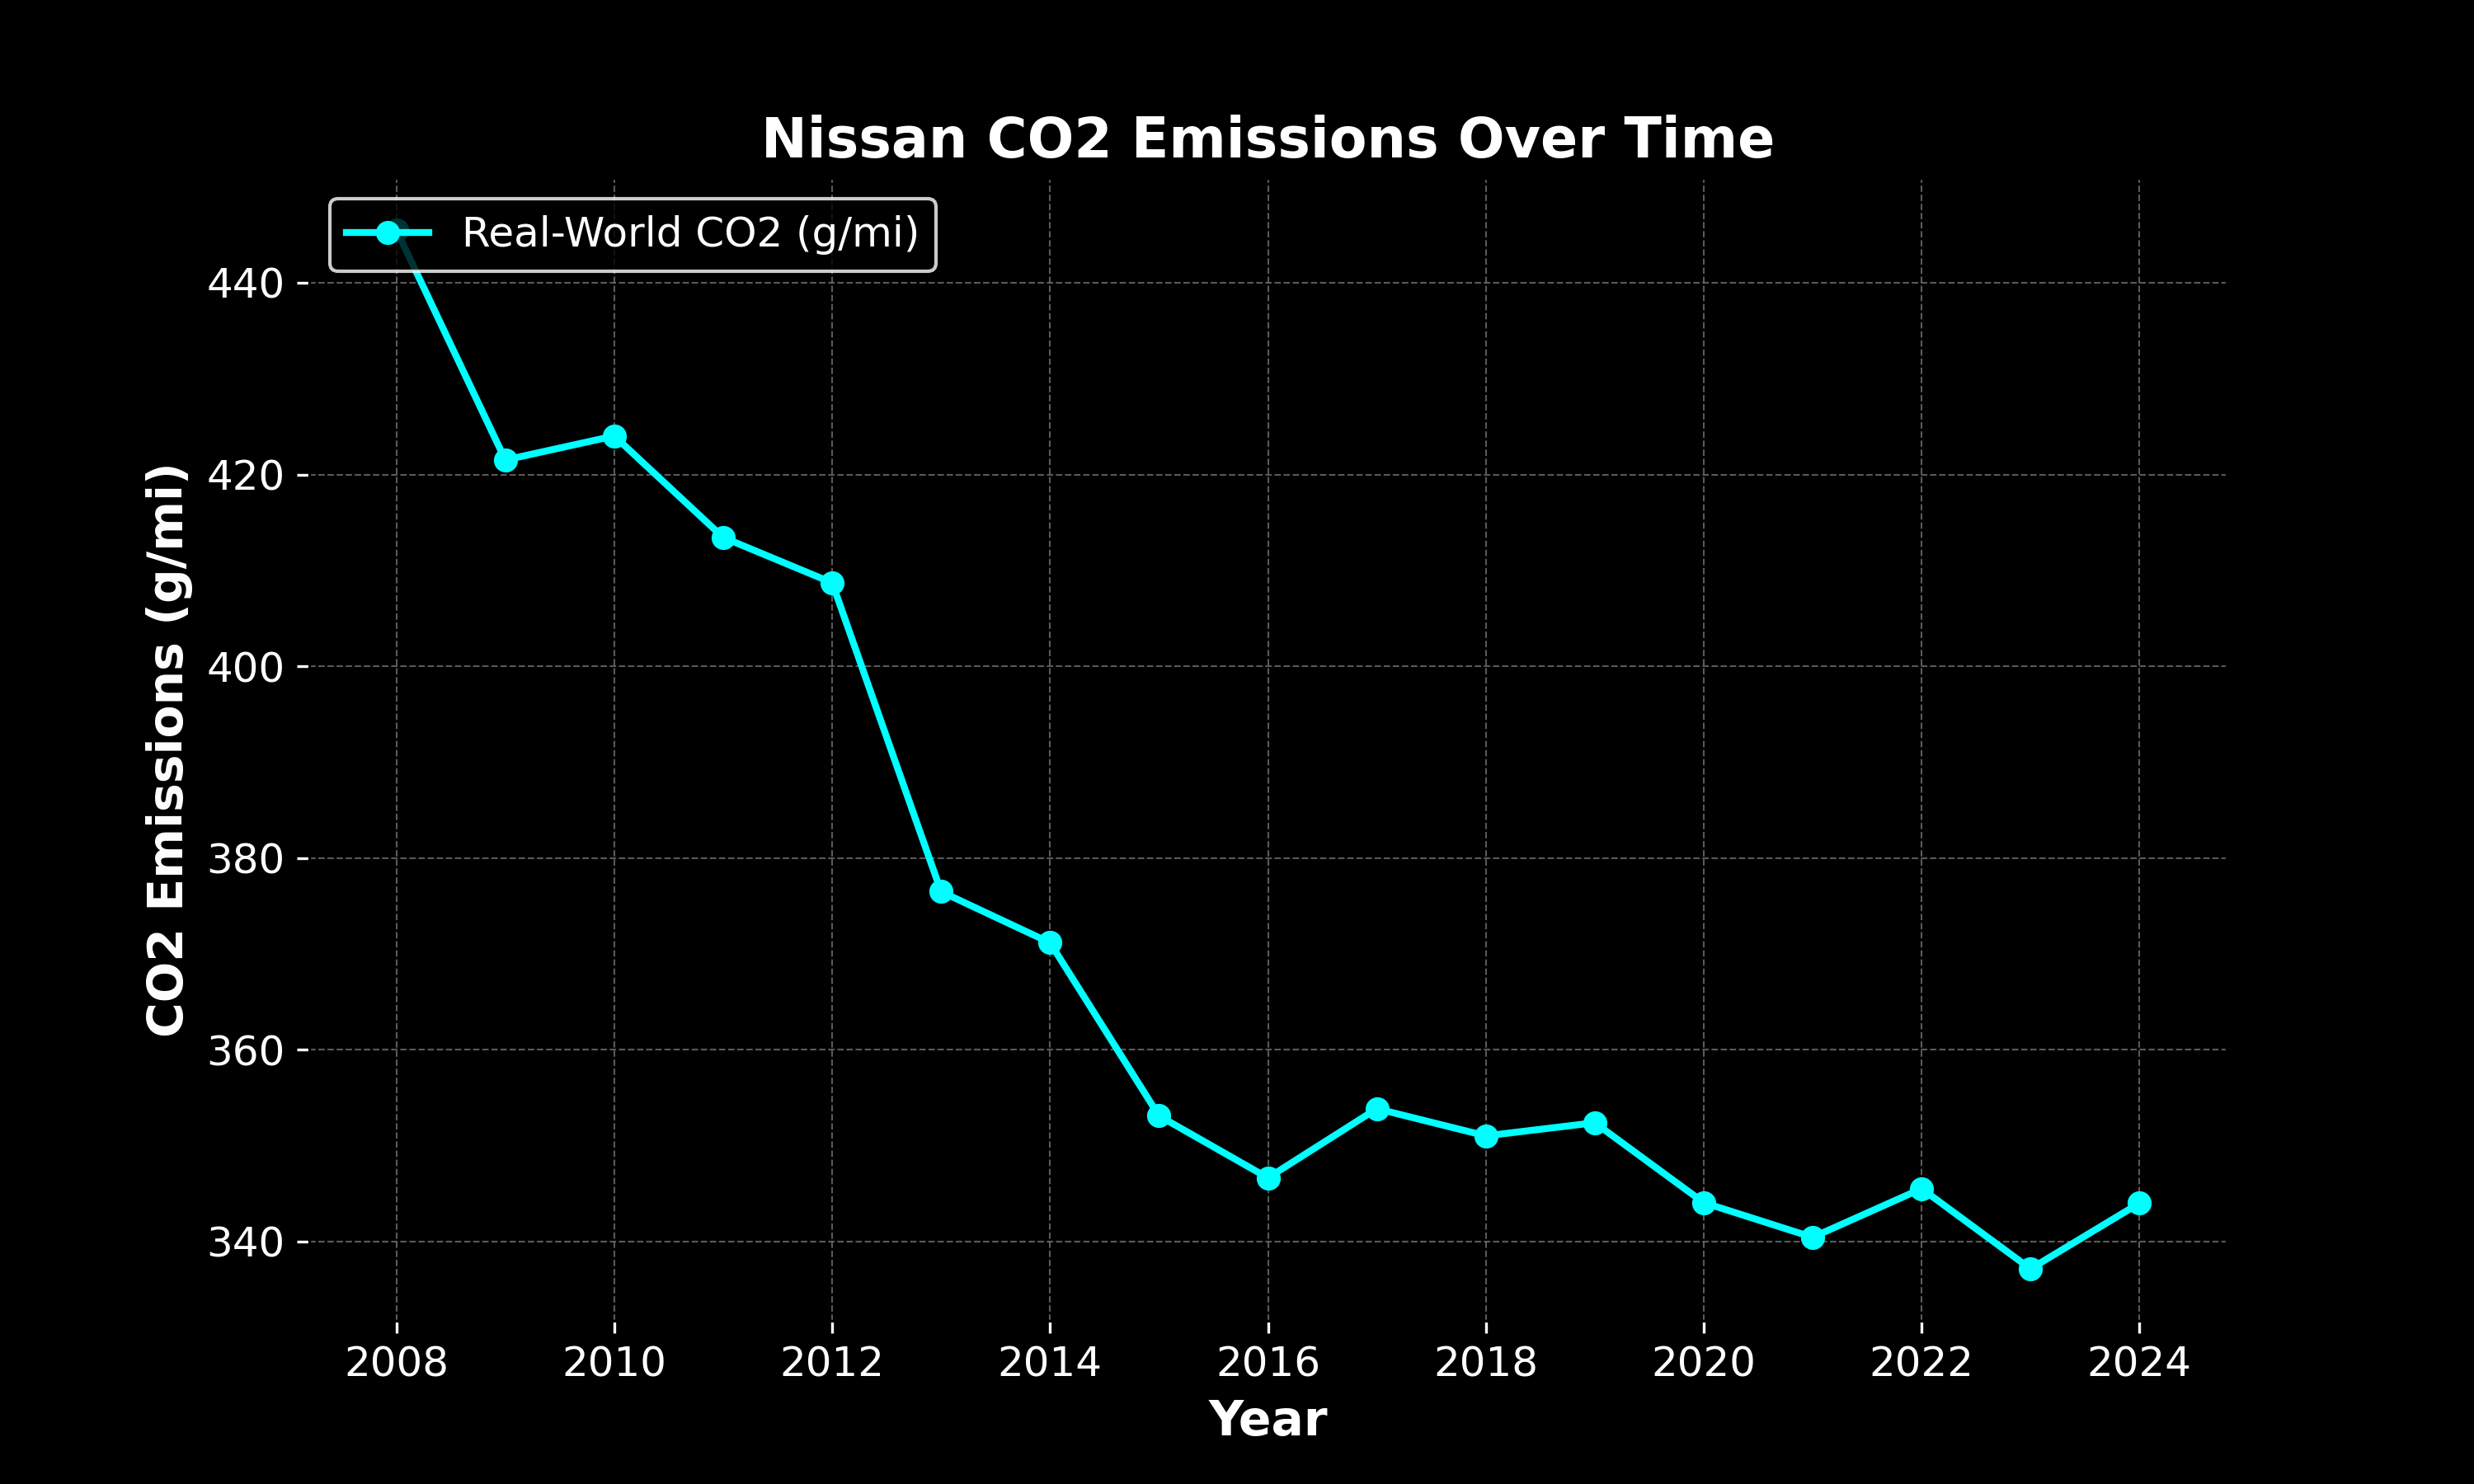 Nissan CO2 Emissions Over Time
Real-World CO2 (g/mi)
CO2 Emissions (g/mi)
440
420
400
380
360
340
2008 2010 2012 2014 2016 2018 2020 2022 2024
Year